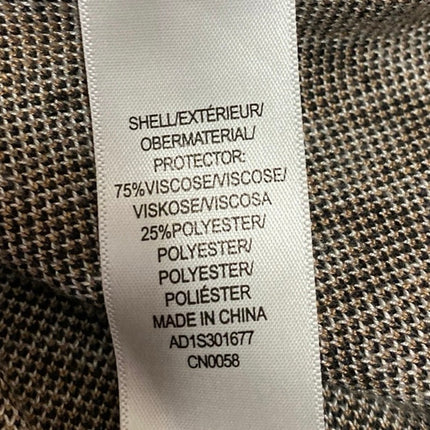 SHELL/EXTÉRIEUR/
OBERMATERIAL/
PROTECTOR:
75%VISCOSE/VISCOSE/
VISKOSE/VISCOSA
25%POLYESTER/
POLYESTER/
POLYESTER/
POLIÉSTER
MADE IN CHINA
AD1S301677
CN0058